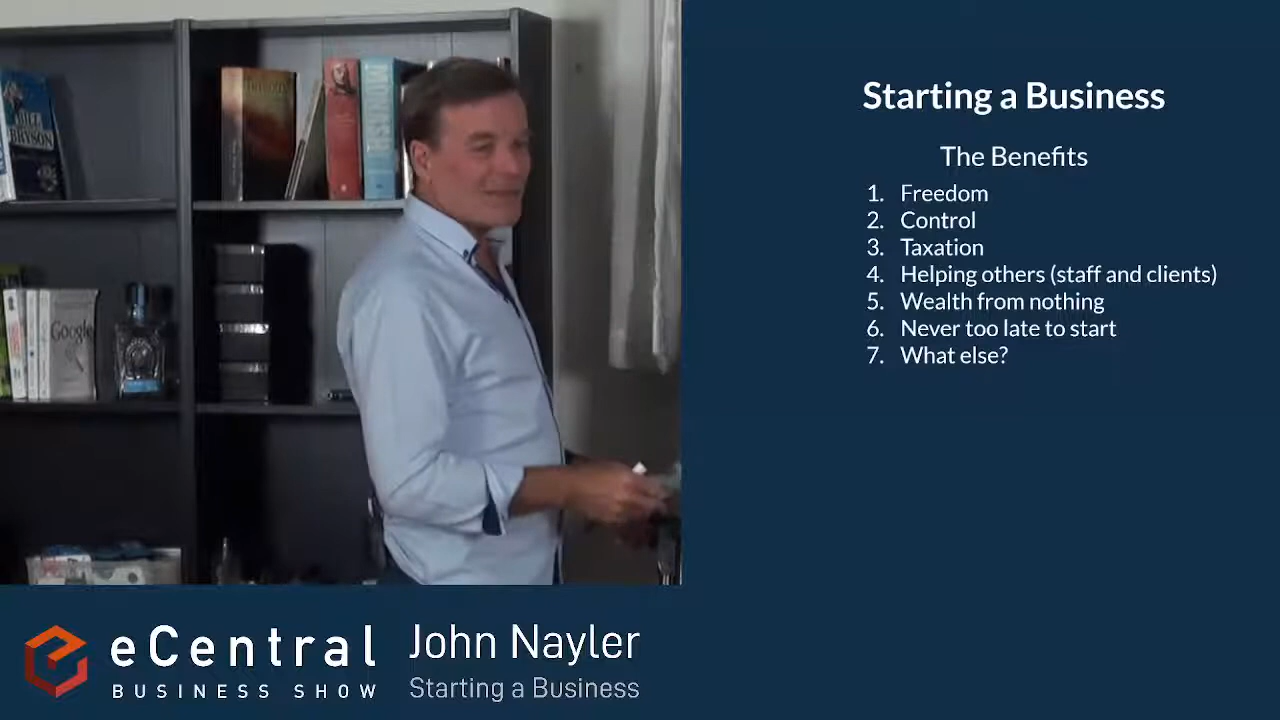 BILL
BRYSON
Google
Starting a Business
The Benefits
1. Freedom
2. Control
3. Taxation
4. Helping others (staff and clients)
5. Wealth from nothing
6. Never too late to start
7. What else?
eCentral
BUSINESS SHOW
John Nayler
Starting a Business